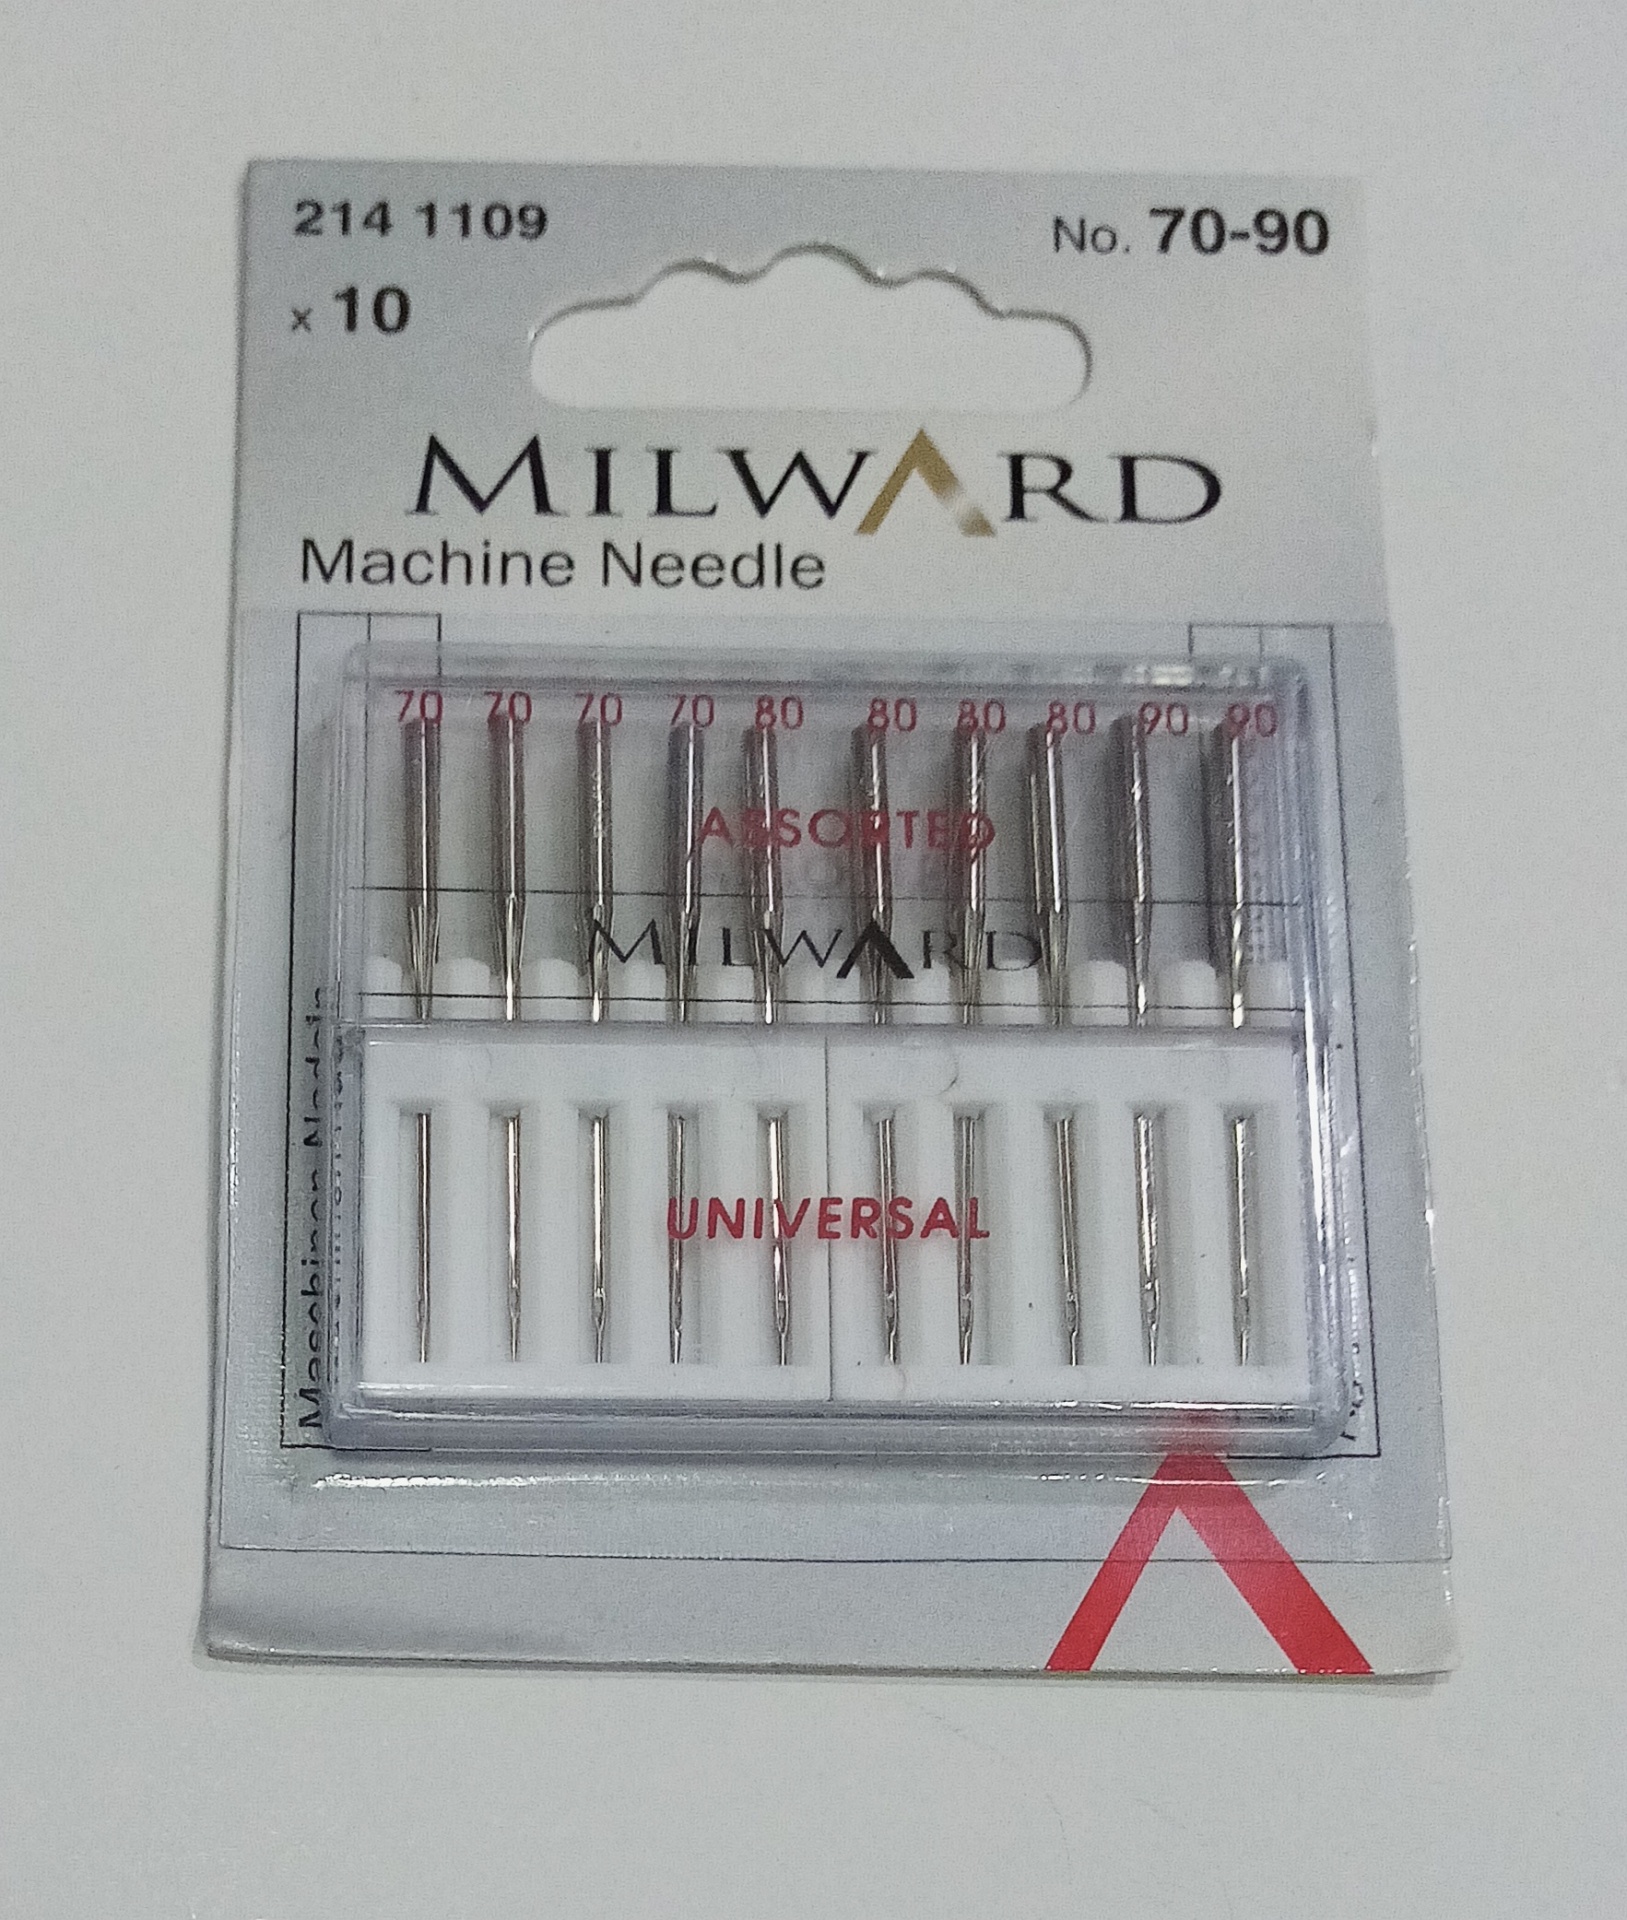 214 1109
No. 70-90
x 10
MILWARD
Machine Needle
70 70 70 70 80 80 80 80 90 90
ASSORTED
MILWARD
UNIVERSAL